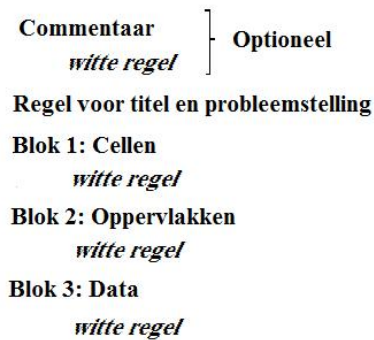 Commentaar
witte regel
Optioneel
Regel voor titel en probleemstelling
Blok 1: Cellen
witte regel
Blok 2: Oppervlakken
witte regel
Blok 3: Data
witte regel